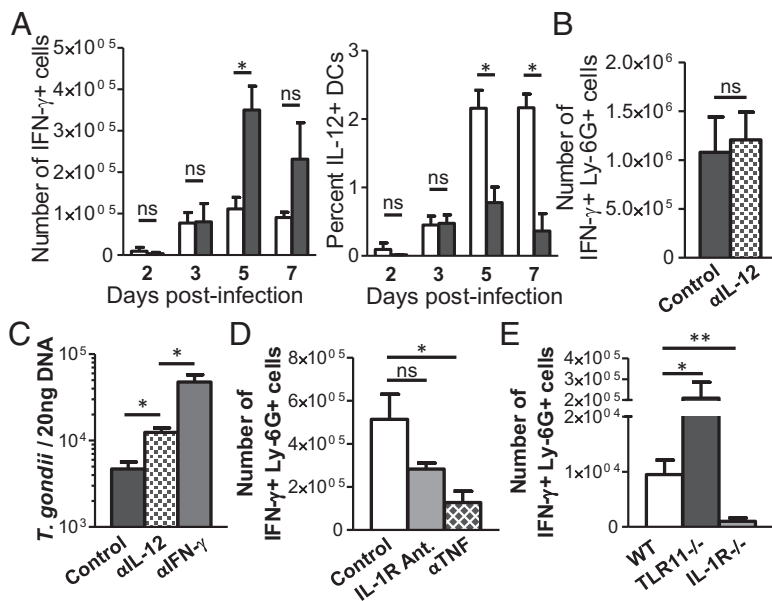 A
Number of IFN-γ+ cells
5×10⁰⁵
4×10⁰⁵
3×10⁰⁵
2×10⁰⁵
1×10⁰⁵
0
ns
ns
*
ns
2 3 5 7
Days post-infection
Percent IL-12+ DCs
3
2
1
0
ns
ns
*
*
2 3 5 7
Days post-infection
B
Number of
IFN-γ+ Ly-6G+ cells
2.0×10⁶
1.5×10⁶
1.0×10⁶
5.0×10⁵
0
ns
Control
αIL-12
C
T. gondii / 20ng DNA
10⁵
10⁴
10³
*
*
Control
αIL-12
αIFN-γ
D
Number of
IFN-γ+ Ly-6G+ cells
8×10⁰⁵
6×10⁰⁵
4×10⁰⁵
2×10⁰⁵
0
*
ns
Control
IL-1R Ant.
αTNF
E
Number of
IFN-γ+ Ly-6G+ cells
4×10⁰⁵
3×10⁰⁵
2×10⁰⁵
2×10⁰⁴
1×10⁰⁴
0
**
*
WT
TLR11-/-
IL-1R-/-